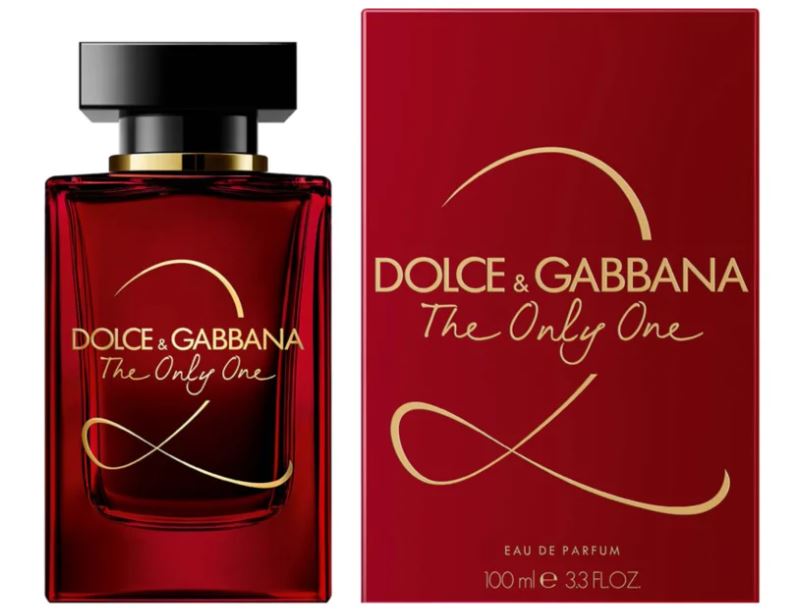 DOLCE & GABBANA
The Only One
DOLCE & GABBANA
The Only One
EAU DE PARFUM
100 ml e 3.3 FL.OZ.